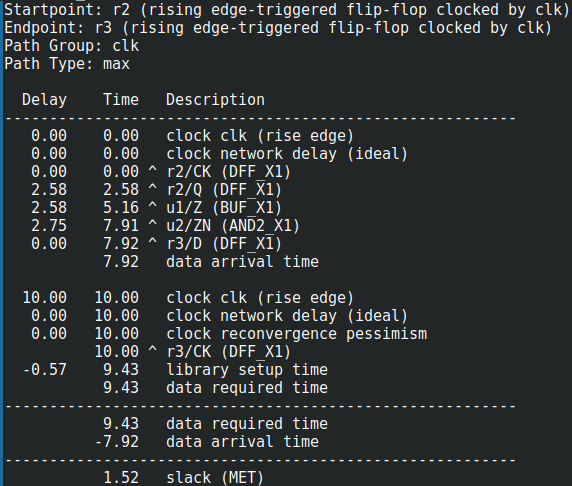 Startpoint: r2 (rising edge-triggered flip-flop clocked by clk)
Endpoint: r3 (rising edge-triggered flip-flop clocked by clk)
Path Group: clk
Path Type: max

  Delay    Time   Description
---------------------------------------------------------
   0.00    0.00   clock clk (rise edge)
   0.00    0.00   clock network delay (ideal)
   0.00    0.00 ^ r2/CK (DFF_X1)
   2.58    2.58 ^ r2/Q (DFF_X1)
   2.58    5.16 ^ u1/Z (BUF_X1)
   2.75    7.91 ^ u2/ZN (AND2_X1)
   0.00    7.92 ^ r3/D (DFF_X1)
           7.92   data arrival time

  10.00   10.00   clock clk (rise edge)
   0.00   10.00   clock network delay (ideal)
   0.00   10.00   clock reconvergence pessimism
          10.00 ^ r3/CK (DFF_X1)
  -0.57    9.43   library setup time
           9.43   data required time
---------------------------------------------------------
           9.43   data required time
          -7.92   data arrival time
---------------------------------------------------------
           1.52   slack (MET)